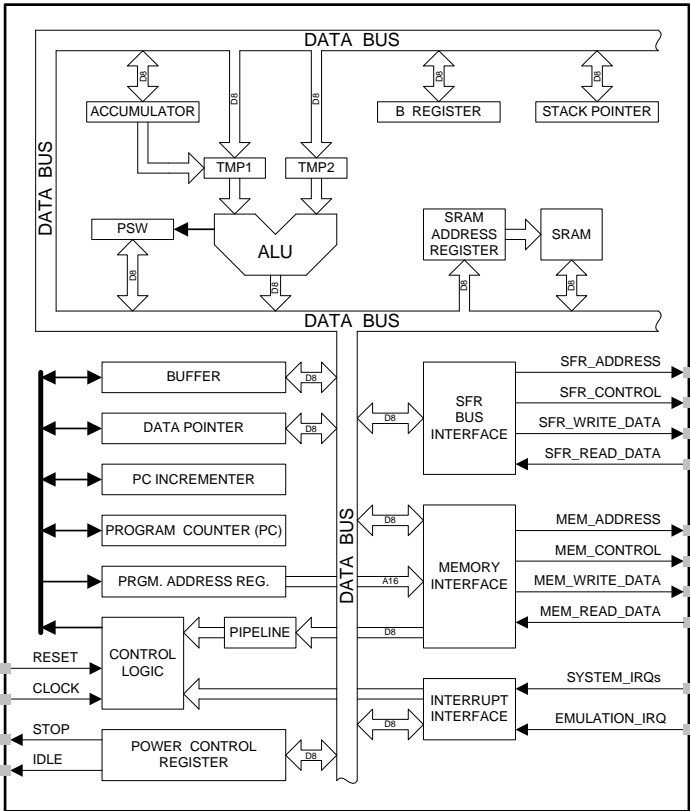 DATA BUS
D8
D8
D8
D8
D8
ACCUMULATOR
B REGISTER
STACK POINTER
DATA BUS
TMP1
TMP2
PSW
ALU
SRAM
ADDRESS
REGISTER
SRAM
D8
D8
D8
D8
DATA BUS
BUFFER
D8
DATA POINTER
D8
PC INCREMENTER
PROGRAM COUNTER (PC)
PRGM. ADDRESS REG.
A16
DATA BUS
D8
SFR
BUS
INTERFACE
SFR_ADDRESS
SFR_CONTROL
SFR_WRITE_DATA
SFR_READ_DATA
D8
MEMORY
INTERFACE
MEM_ADDRESS
MEM_CONTROL
MEM_WRITE_DATA
MEM_READ_DATA
CONTROL
LOGIC
PIPELINE
D8
RESET
CLOCK
INTERRUPT
INTERFACE
D8
SYSTEM_IRQs
EMULATION_IRQ
STOP
IDLE
POWER CONTROL
REGISTER
D8